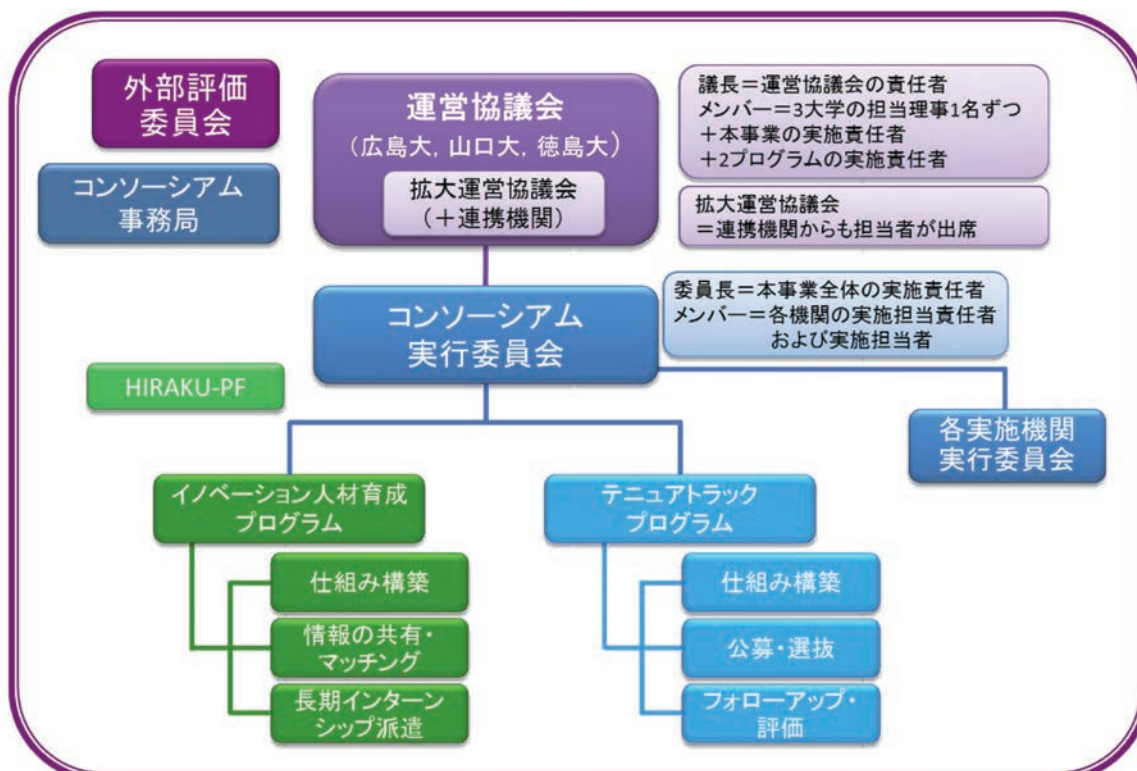 外部評価
委員会
コンソーシアム
事務局
運営協議会
(広島大, 山口大, 徳島大)
拡大運営協議会
(+連携機関)
議長=運営協議会の責任者
メンバー=3大学の担当理事1名ずつ
+本事業の実施責任者
+2プログラムの実施責任者
拡大運営協議会
=連携機関からも担当者が出席
コンソーシアム
実行委員会
委員長=本事業全体の実施責任者
メンバー=各機関の実施担当責任者
および実施担当者
HIRAKU-PF
各実施機関
実行委員会
イノベーション人材育成
プログラム
仕組み構築
情報の共有・
マッチング
長期インターン
シップ派遣
テニュアトラック
プログラム
仕組み構築
公募・選抜
フォローアップ・
評価